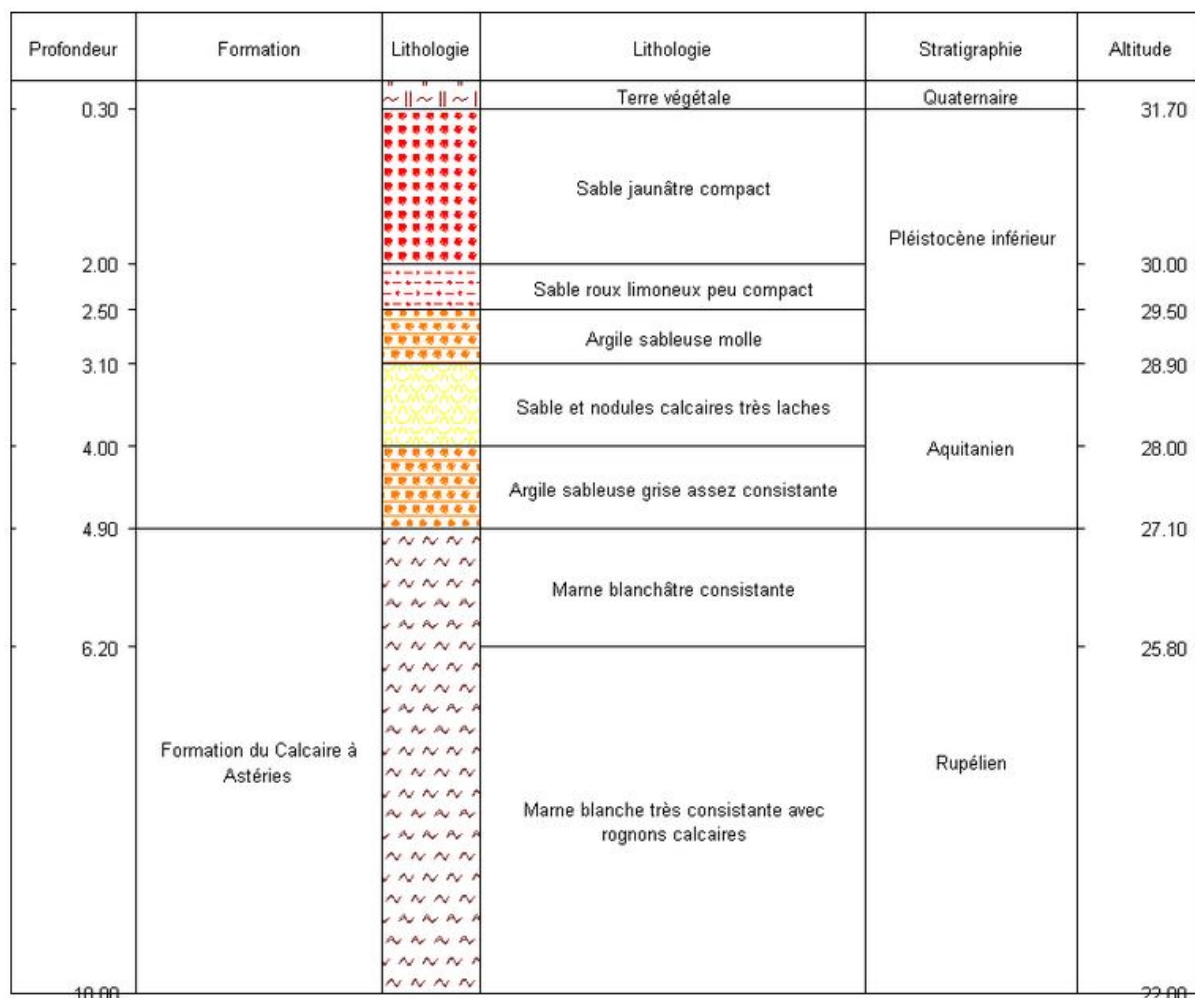 Profondeur Formation Lithologie Lithologie Stratigraphie Altitude
Terre végétale Quaternaire
0.30 31.70
Sable jaunâtre compact
Pléistocène inférieur
2.00 30.00
Sable roux limoneux peu compact
2.50 29.50
Argile sableuse molle
3.10 28.90
Sable et nodules calcaires très laches
4.00 Aquitanien 28.00
Argile sableuse grise assez consistante
4.90 27.10
Marne blanchâtre consistante
6.20 25.80
Formation du Calcaire à
Astéries
Rupélien
Marne blanche très consistante avec
rognons calcaires
10.00 22.00